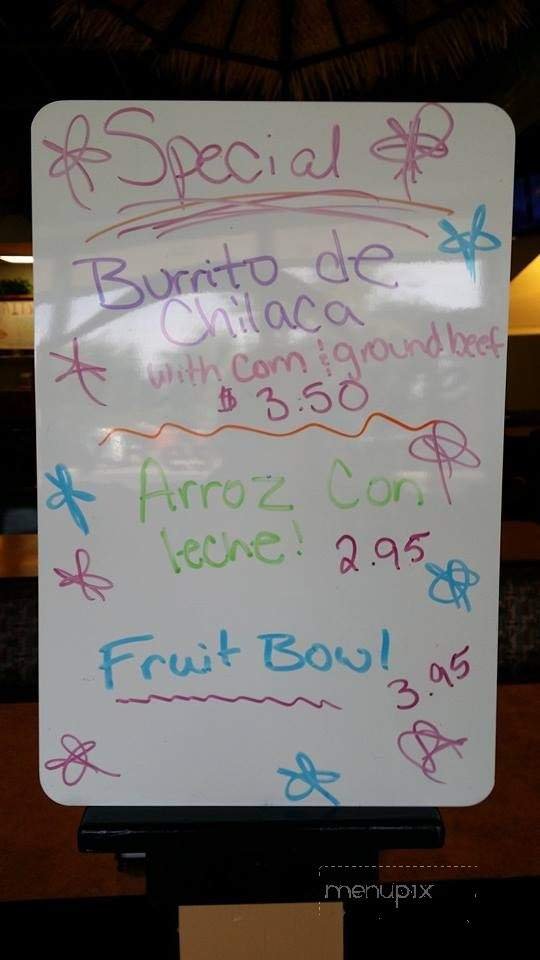 Special
Burrito de
Chilaca
with corn & ground beef
$ 3.50
Arroz Con
leche! 2.95
Fruit Bowl
3.95
menupix